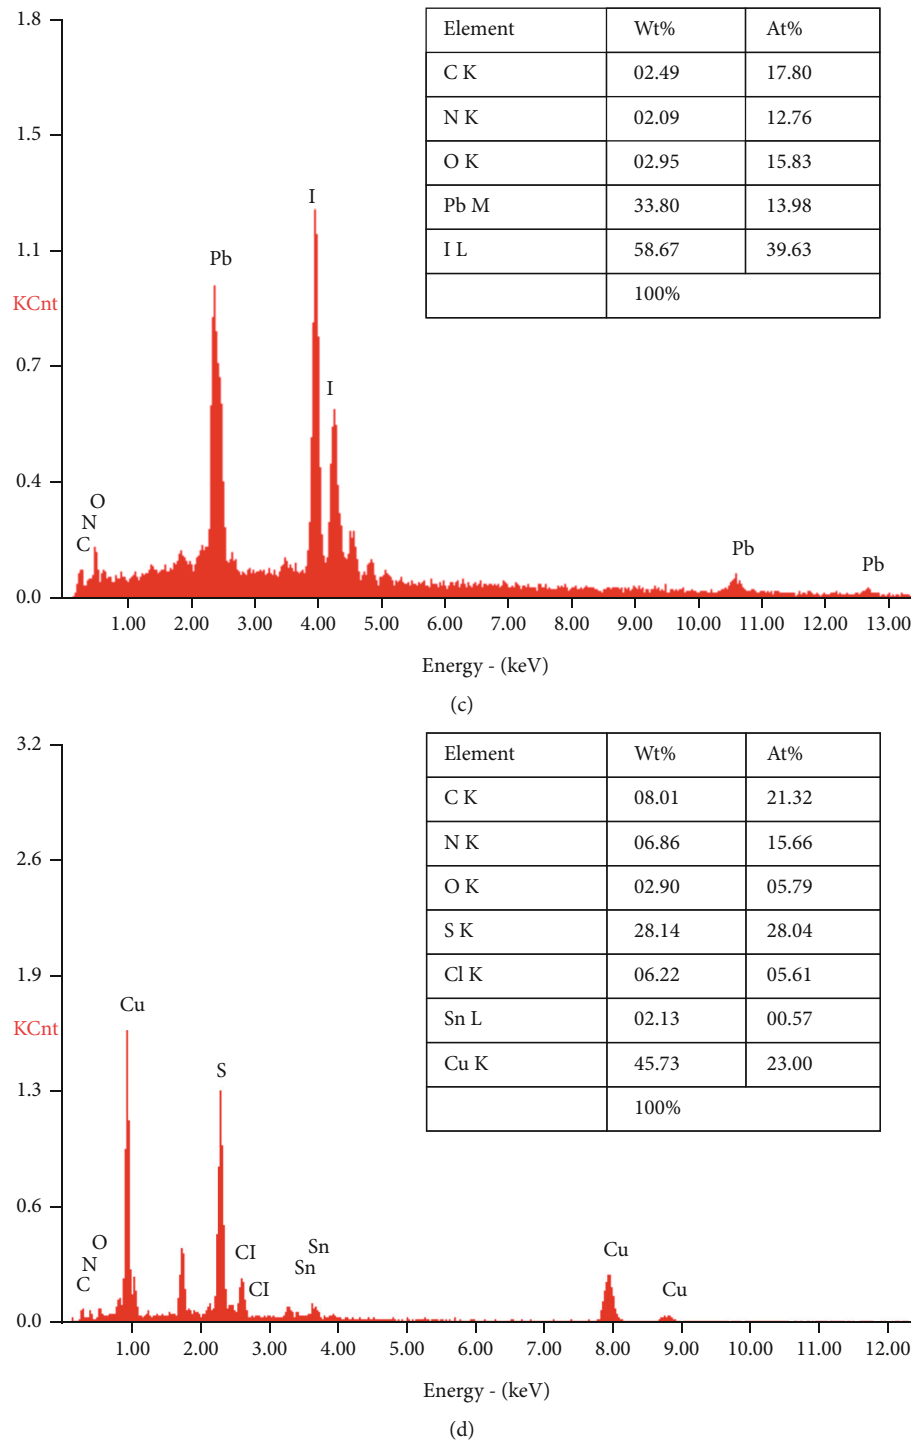 1.8
1.5
1.1
KCnt
0.7
0.4
0.0
Element Wt% At%
C K 02.49 17.80
N K 02.09 12.76
O K 02.95 15.83
Pb M 33.80 13.98
I L 58.67 39.63
100%
I
Pb
I
O
N
C
Pb
Pb
1.00 2.00 3.00 4.00 5.00 6.00 7.00 8.00 9.00 10.00 11.00 12.00 13.00
Energy - (keV)
(c)
3.2
2.6
1.9
KCnt
1.3
0.6
0.0
Element Wt% At%
C K 08.01 21.32
N K 06.86 15.66
O K 02.90 05.79
S K 28.14 28.04
Cl K 06.22 05.61
Sn L 02.13 00.57
Cu K 45.73 23.00
100%
Cu
S
O
N
C
CI
CI
Sn
Sn
Cu
Cu
1.00 2.00 3.00 4.00 5.00 6.00 7.00 8.00 9.00 10.00 11.00 12.00
Energy - (keV)
(d)